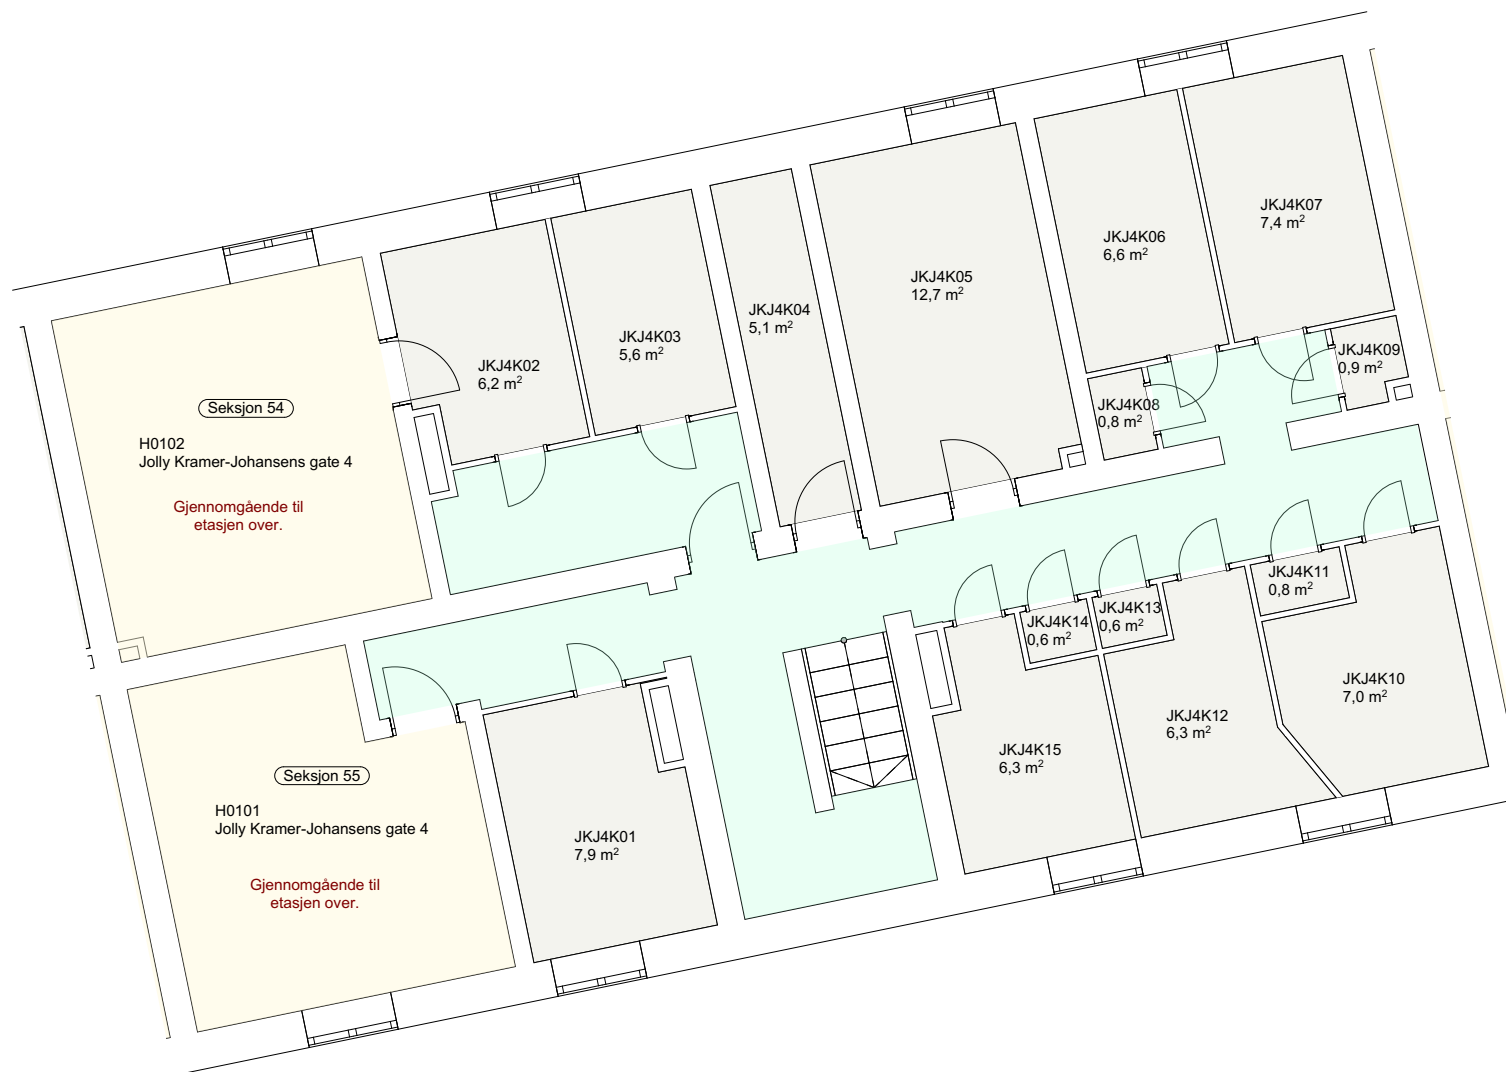 JKJ4K07
7,4 m²
JKJ4K06
6,6 m²
JKJ4K05
12,7 m²
JKJ4K04
5,1 m²
JKJ4K03
5,6 m²
JKJ4K02
6,2 m²
JKJ4K09
0,9 m²
JKJ4K08
0,8 m²
Seksjon 54
H0102
Jolly Kramer-Johansens gate 4
Gjennomgående til
etasjen over.
JKJ4K11
0,8 m²
JKJ4K13
0,6 m²
JKJ4K14
0,6 m²
JKJ4K10
7,0 m²
JKJ4K12
6,3 m²
JKJ4K15
6,3 m²
Seksjon 55
H0101
Jolly Kramer-Johansens gate 4
Gjennomgående til
etasjen over.
JKJ4K01
7,9 m²